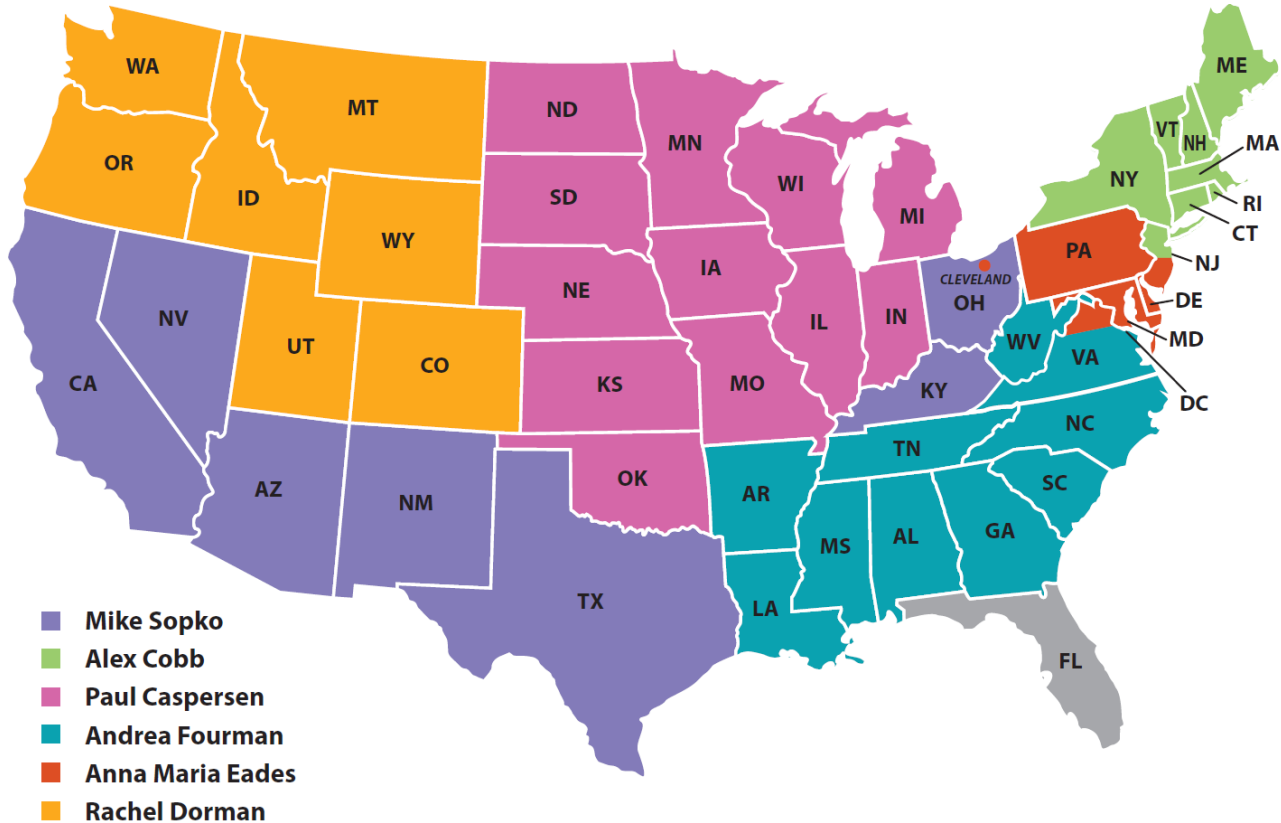 ME
WA
MT
ND
MN
VT
NH
MA
OR
ID
SD
WI
MI
NY
RI
CT
WY
IA
PA
NJ
NE
CLEVELAND
OH
DE
NV
UT
CO
IL
IN
WV
VA
MD
CA
KS
MO
KY
DC
NC
TN
AZ
NM
OK
AR
SC
MS
AL
GA
TX
LA
FL
Mike Sopko
Alex Cobb
Paul Caspersen
Andrea Fourman
Anna Maria Eades
Rachel Dorman